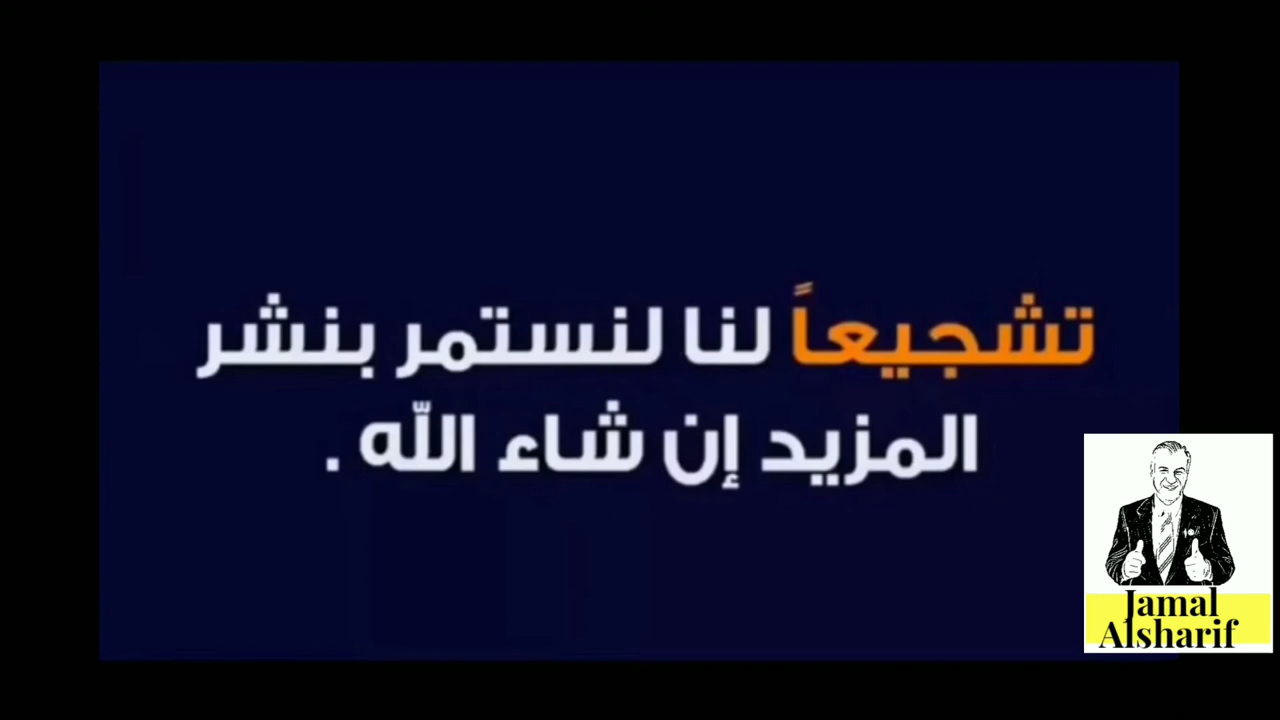 تشجيعاً لنا لنستمر بنشر
المزيد إن شاء اللّه .
Jamal
Alsharif